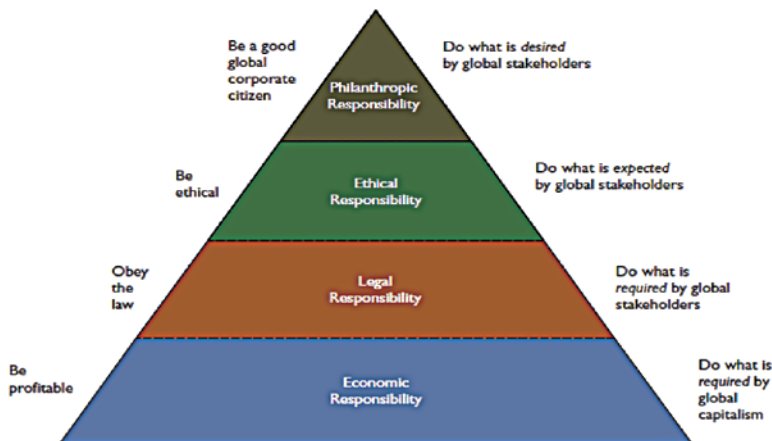 Be a good
global
corporate
citizen
Philanthropic
Responsibility
Do what is desired
by global stakeholders
Be
ethical
Ethical
Responsibility
Do what is expected
by global stakeholders
Obey
the
law
Legal
Responsibility
Do what is
required by global
stakeholders
Be
profitable
Economic
Responsibility
Do what is
required by
global
capitalism